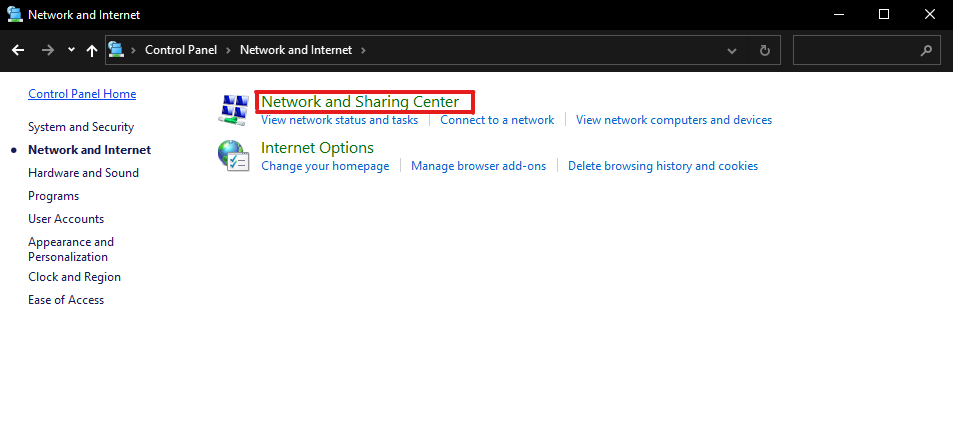 Network and Internet
Control Panel Network and Internet
Control Panel Home
System and Security
Network and Internet
Hardware and Sound
Programs
User Accounts
Appearance and
Personalization
Clock and Region
Ease of Access
Network and Sharing Center
View network status and tasks Connect to a network View network computers and devices
Internet Options
Change your homepage Manage browser add-ons Delete browsing history and cookies